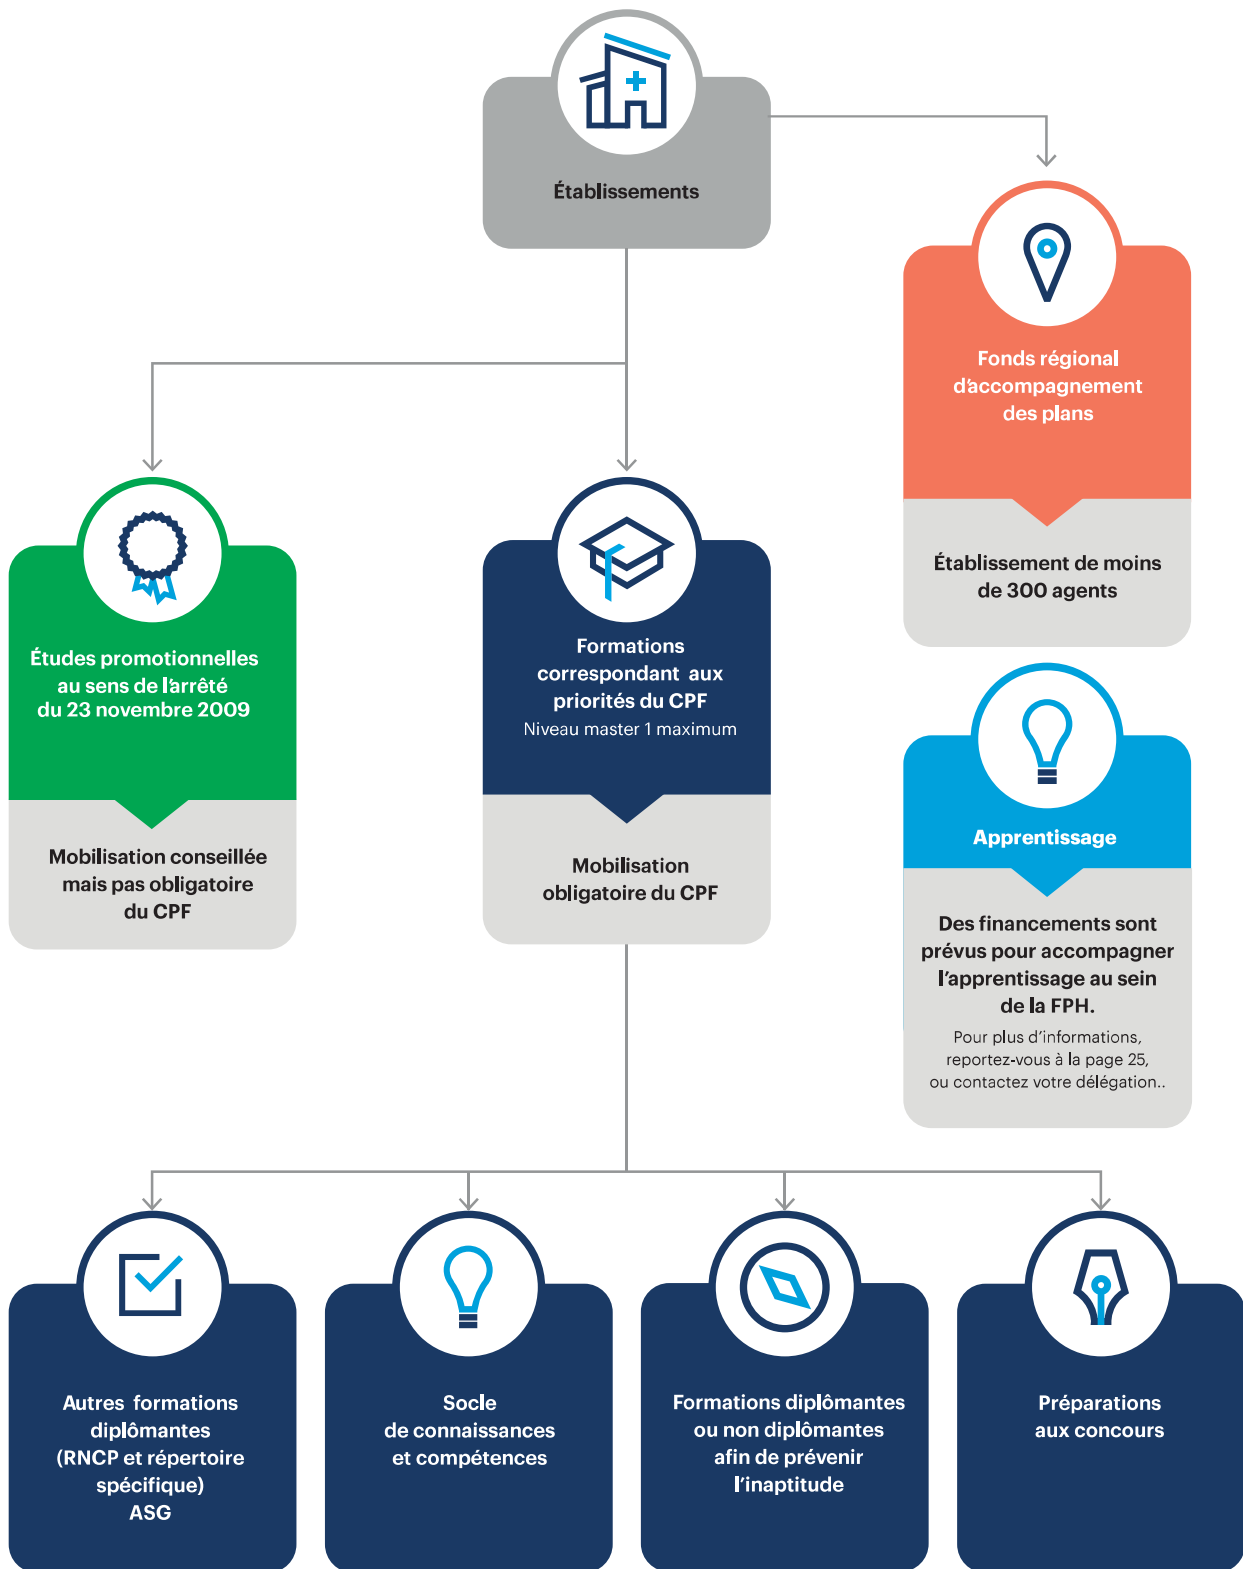 Établissements
Fonds régional
d'accompagnement
des plans
Établissement de moins
de 300 agents
Études promotionnelles
au sens de l'arrêté
du 23 novembre 2009
Mobilisation conseillée
mais pas obligatoire
du CPF
Formations
correspondant aux
priorités du CPF
Niveau master 1 maximum
Mobilisation
obligatoire du CPF
Apprentissage
Des financements sont
prévus pour accompagner
l'apprentissage au sein
de la FPH.
Pour plus d'informations,
reportez-vous à la page 25,
ou contactez votre délégation..
Autres formations
diplômantes
(RNCP et répertoire
spécifique)
ASG
Socle
de connaissances
et compétences
Formations diplômantes
ou non diplômantes
afin de prévenir
l'inaptitude
Préparations
aux concours